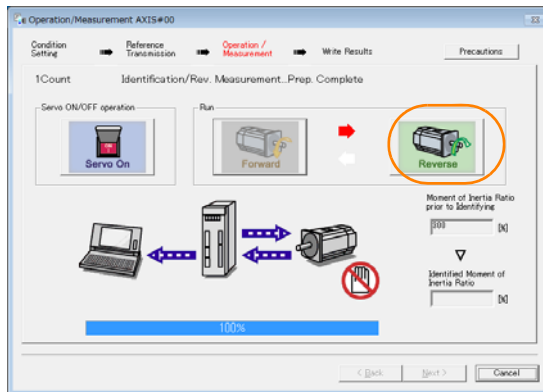 Operation/Measurement AXIS#00
Condition Setting
Reference Transmission
Operation / Measurement
Write Results
Precautions
1Count
Identification/Rev. Measurement...Prep. Complete
Servo ON/OFF operation
Run
Servo On
Forward
Reverse
Moment of Inertia Ratio
prior to Identifying
300
[%]
Identified Moment of
Inertia Ratio
[%]
100%
< Back
Next >
Cancel